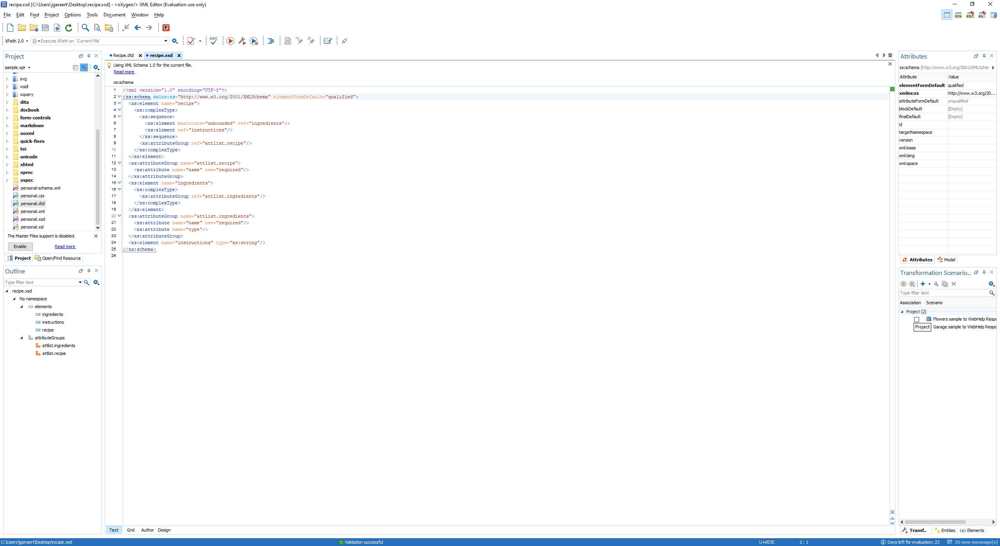 recipe.xsd [C:\Users\jgeraert\Desktop\recipe.xsd] - <oXygen/> XML Editor (Evaluation use only)
File Edit Find Project Options Tools Document Window Help
DITA XSLT XQ
XPath 2.0 Execute XPath on 'Current File' ABC
Project
sample.xpr
svg
wsdl
xquery
dita
docbook
form-controls
markdown
ooxml
quick-fixes
tei
unicode
xhtml
xproc
xspec
personal-schema.xml
personal.css
personal.dtd
personal.xml
personal.xsd
personal.xsl
The Master Files support is disabled.
Enable Read more
Project Open/Find Resource
Outline
Type filter text
recipe.xsd
No namespace
elements
ingredients
instructions
recipe
attributeGroups
attlist.ingredients
attlist.recipe
Recipe.dtd recipe.xsd
Using XML Schema 1.0 for the current file.
Read more
xs:schema
1 <?xml version="1.0" encoding="UTF-8"?>
2 <xs:schema xmlns:xs="http://www.w3.org/2001/XMLSchema" elementFormDefault="qualified">
3 <xs:element name="recipe">
4 <xs:complexType>
5 <xs:sequence>
6 <xs:element maxOccurs="unbounded" ref="ingredients"/>
7 <xs:element ref="instructions"/>
8 </xs:sequence>
9 <xs:attributeGroup ref="attlist.recipe"/>
10 </xs:complexType>
11 </xs:element>
12 <xs:attributeGroup name="attlist.recipe">
13 <xs:attribute name="name" use="required"/>
14 </xs:attributeGroup>
15 <xs:element name="ingredients">
16 <xs:complexType>
17 <xs:attributeGroup ref="attlist.ingredients"/>
18 </xs:complexType>
19 </xs:element>
20 <xs:attributeGroup name="attlist.ingredients">
21 <xs:attribute name="name" use="required"/>
22 <xs:attribute name="type"/>
23 </xs:attributeGroup>
24 <xs:element name="instructions" type="xs:string"/>
25 </xs:schema>
26
Text Grid Author Design
Attributes
xs:schema [http://www.w3.org/2001/XMLScher
Attribute Value
elementFormDefault qualified
xmlns:xs http://www.w3.org/20...
attributeFormDefault unqualified
blockDefault [Empty]
finalDefault [Empty]
id
targetNamespace
version
xml:base
xml:lang
xml:space
Attributes Model
Transformation Scenario...
Type filter text
Association Scenario
Project (2)
Flowers sample to WebHelp Respo
Project Garage sample to WebHelp Respo
Transf.. Entities Elements
C:\Users\jgeraert\Desktop\recipe.xsd Validation successful U+003C 2 : 1 Days left for evaluation: 23 35 new message(s)